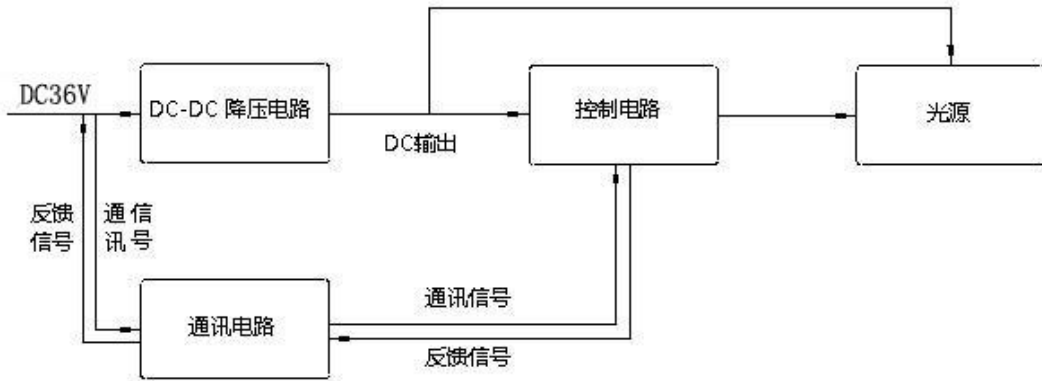 DC36V
DC-DC 降压电路
DC输出
控制电路
光源
反馈
信号
通信
讯号
通讯电路
通讯信号
反馈信号